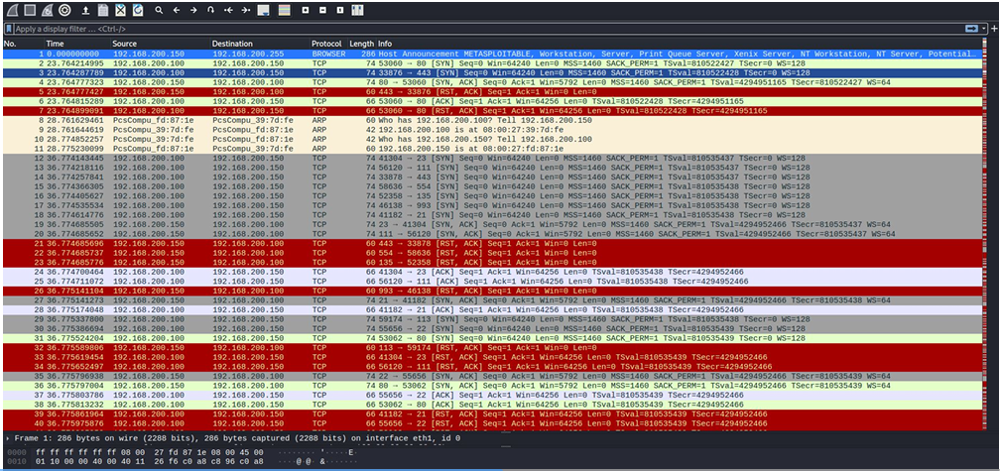 Apply a display filter ... <Ctrl-/>
No. Time Source Destination Protocol Length Info
1 0.000000000 192.168.200.150 192.168.200.255 BROWSER 286 Host Announcement METASPLOITABLE, Workstation, Server, Print Queue Server, Xenix Server, NT Workstation, NT Server, Potential…
2 23.764214995 192.168.200.100 192.168.200.150 TCP 74 53060 → 80 [SYN] Seq=0 Win=64240 Len=0 MSS=1460 SACK_PERM=1 TSval=810522427 TSecr=0 WS=128
3 23.764287789 192.168.200.100 192.168.200.150 TCP 74 33876 → 443 [SYN] Seq=0 Win=64240 Len=0 MSS=1460 SACK_PERM=1 TSval=810522428 TSecr=0 WS=128
4 23.764777323 192.168.200.150 192.168.200.100 TCP 74 80 → 53060 [SYN, ACK] Seq=0 Ack=1 Win=5792 Len=0 MSS=1460 SACK_PERM=1 TSval=4294951165 TSecr=810522427 WS=64
5 23.764777427 192.168.200.150 192.168.200.100 TCP 60 443 → 33876 [RST, ACK] Seq=1 Ack=1 Win=0 Len=0
6 23.764815289 192.168.200.100 192.168.200.150 TCP 66 53060 → 80 [ACK] Seq=1 Ack=1 Win=64256 Len=0 TSval=810522428 TSecr=4294951165
7 23.764899091 192.168.200.100 192.168.200.150 TCP 66 53060 → 80 [RST, ACK] Seq=1 Ack=1 Win=64256 Len=0 TSval=810522428 TSecr=4294951165
8 28.761629461 PcsCompu_fd:87:1e PcsCompu_39:7d:fe ARP 60 Who has 192.168.200.100? Tell 192.168.200.150
9 28.761644619 PcsCompu_39:7d:fe PcsCompu_fd:87:1e ARP 42 192.168.200.100 is at 08:00:27:39:7d:fe
10 28.774852257 PcsCompu_39:7d:fe PcsCompu_fd:87:1e ARP 42 Who has 192.168.200.150? Tell 192.168.200.100
11 28.775230099 PcsCompu_fd:87:1e PcsCompu_39:7d:fe ARP 60 192.168.200.150 is at 08:00:27:fd:87:1e
12 36.774143445 192.168.200.100 192.168.200.150 TCP 74 41304 → 23 [SYN] Seq=0 Win=64240 Len=0 MSS=1460 SACK_PERM=1 TSval=810535437 TSecr=0 WS=128
13 36.774218116 192.168.200.100 192.168.200.150 TCP 74 56120 → 111 [SYN] Seq=0 Win=64240 Len=0 MSS=1460 SACK_PERM=1 TSval=810535437 TSecr=0 WS=128
14 36.774257841 192.168.200.100 192.168.200.150 TCP 74 33878 → 443 [SYN] Seq=0 Win=64240 Len=0 MSS=1460 SACK_PERM=1 TSval=810535437 TSecr=0 WS=128
15 36.774366305 192.168.200.100 192.168.200.150 TCP 74 58636 → 554 [SYN] Seq=0 Win=64240 Len=0 MSS=1460 SACK_PERM=1 TSval=810535438 TSecr=0 WS=128
16 36.774405627 192.168.200.100 192.168.200.150 TCP 74 52358 → 135 [SYN] Seq=0 Win=64240 Len=0 MSS=1460 SACK_PERM=1 TSval=810535438 TSecr=0 WS=128
17 36.774535534 192.168.200.100 192.168.200.150 TCP 74 46138 → 993 [SYN] Seq=0 Win=64240 Len=0 MSS=1460 SACK_PERM=1 TSval=810535438 TSecr=0 WS=128
18 36.774614776 192.168.200.100 192.168.200.150 TCP 74 41182 → 21 [SYN] Seq=0 Win=64240 Len=0 MSS=1460 SACK_PERM=1 TSval=810535438 TSecr=0 WS=128
19 36.774685505 192.168.200.150 192.168.200.100 TCP 74 23 → 41304 [SYN, ACK] Seq=0 Ack=1 Win=5792 Len=0 MSS=1460 SACK_PERM=1 TSval=4294952466 TSecr=810535437 WS=64
20 36.774685652 192.168.200.150 192.168.200.100 TCP 74 111 → 56120 [SYN, ACK] Seq=0 Ack=1 Win=5792 Len=0 MSS=1460 SACK_PERM=1 TSval=4294952466 TSecr=810535437 WS=64
21 36.774685696 192.168.200.150 192.168.200.100 TCP 60 443 → 33878 [RST, ACK] Seq=1 Ack=1 Win=0 Len=0
22 36.774685737 192.168.200.150 192.168.200.100 TCP 60 554 → 58636 [RST, ACK] Seq=1 Ack=1 Win=0 Len=0
23 36.774685776 192.168.200.150 192.168.200.100 TCP 60 135 → 52358 [RST, ACK] Seq=1 Ack=1 Win=0 Len=0
24 36.774700464 192.168.200.100 192.168.200.150 TCP 66 41304 → 23 [ACK] Seq=1 Ack=1 Win=64256 Len=0 TSval=810535438 TSecr=4294952466
25 36.774711072 192.168.200.100 192.168.200.150 TCP 66 56120 → 111 [ACK] Seq=1 Ack=1 Win=64256 Len=0 TSval=810535438 TSecr=4294952466
26 36.775141104 192.168.200.150 192.168.200.100 TCP 60 993 → 46138 [RST, ACK] Seq=1 Ack=1 Win=0 Len=0
27 36.775141273 192.168.200.150 192.168.200.100 TCP 74 21 → 41182 [SYN, ACK] Seq=0 Ack=1 Win=5792 Len=0 MSS=1460 SACK_PERM=1 TSval=4294952466 TSecr=810535438 WS=64
28 36.775174048 192.168.200.100 192.168.200.150 TCP 66 41182 → 21 [ACK] Seq=1 Ack=1 Win=64256 Len=0 TSval=810535438 TSecr=4294952466
29 36.775337800 192.168.200.100 192.168.200.150 TCP 74 59174 → 113 [SYN] Seq=0 Win=64240 Len=0 MSS=1460 SACK_PERM=1 TSval=810535438 TSecr=0 WS=128
30 36.775386694 192.168.200.100 192.168.200.150 TCP 74 55656 → 22 [SYN] Seq=0 Win=64240 Len=0 MSS=1460 SACK_PERM=1 TSval=810535439 TSecr=0 WS=128
31 36.775524204 192.168.200.100 192.168.200.150 TCP 74 53062 → 80 [SYN] Seq=0 Win=64240 Len=0 MSS=1460 SACK_PERM=1 TSval=810535439 TSecr=0 WS=128
32 36.775589806 192.168.200.150 192.168.200.100 TCP 60 113 → 59174 [RST, ACK] Seq=1 Ack=1 Win=0 Len=0
33 36.775619454 192.168.200.100 192.168.200.150 TCP 66 41304 → 23 [RST, ACK] Seq=1 Ack=1 Win=64256 Len=0 TSval=810535439 TSecr=4294952466
34 36.775652497 192.168.200.100 192.168.200.150 TCP 66 56120 → 111 [RST, ACK] Seq=1 Ack=1 Win=64256 Len=0 TSval=810535439 TSecr=4294952466
35 36.775796938 192.168.200.150 192.168.200.100 TCP 74 22 → 55656 [SYN, ACK] Seq=0 Ack=1 Win=5792 Len=0 MSS=1460 SACK_PERM=1 TSval=4294952466 TSecr=810535439 WS=64
36 36.775797004 192.168.200.150 192.168.200.100 TCP 74 80 → 53062 [SYN, ACK] Seq=0 Ack=1 Win=5792 Len=0 MSS=1460 SACK_PERM=1 TSval=4294952466 TSecr=810535439 WS=64
37 36.775803786 192.168.200.100 192.168.200.150 TCP 66 55656 → 22 [ACK] Seq=1 Ack=1 Win=64256 Len=0 TSval=810535439 TSecr=4294952466
38 36.775813232 192.168.200.100 192.168.200.150 TCP 66 53062 → 80 [ACK] Seq=1 Ack=1 Win=64256 Len=0 TSval=810535439 TSecr=4294952466
39 36.775861964 192.168.200.100 192.168.200.150 TCP 66 41182 → 21 [RST, ACK] Seq=1 Ack=1 Win=64256 Len=0 TSval=810535439 TSecr=4294952466
40 36.775975876 192.168.200.100 192.168.200.150 TCP 66 55656 → 22 [RST, ACK] Seq=1 Ack=1 Win=64256 Len=0 TSval=810535439 TSecr=4294952466
Frame 1: 286 bytes on wire (2288 bits), 286 bytes captured (2288 bits) on interface eth1, id 0
0000 ff ff ff ff ff ff 08 00 27 fd 87 1e 08 00 45 00 ········ '·····E·
0010 01 10 00 00 40 00 40 11 26 f6 c0 a8 c8 96 c0 a8 ····@·@· &·······